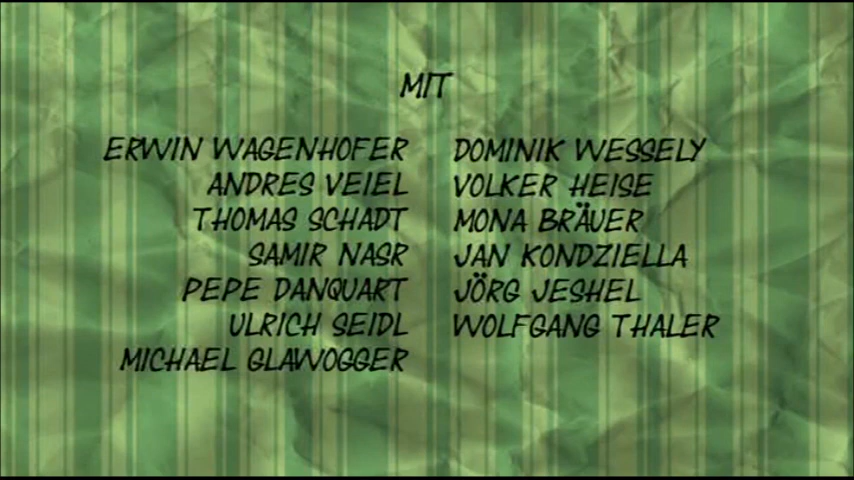 MIT
ERWIN WAGENHOFER
ANDRES VEIEL
THOMAS SCHADT
SAMIR NASR
PEPE DANQUART
ULRICH SEIDL
MICHAEL GLAWOGGER
DOMINIK WESSELY
VOLKER HEISE
MONA BRÄUER
JAN KONDZIELLA
JÖRG JESHEL
WOLFGANG THALER